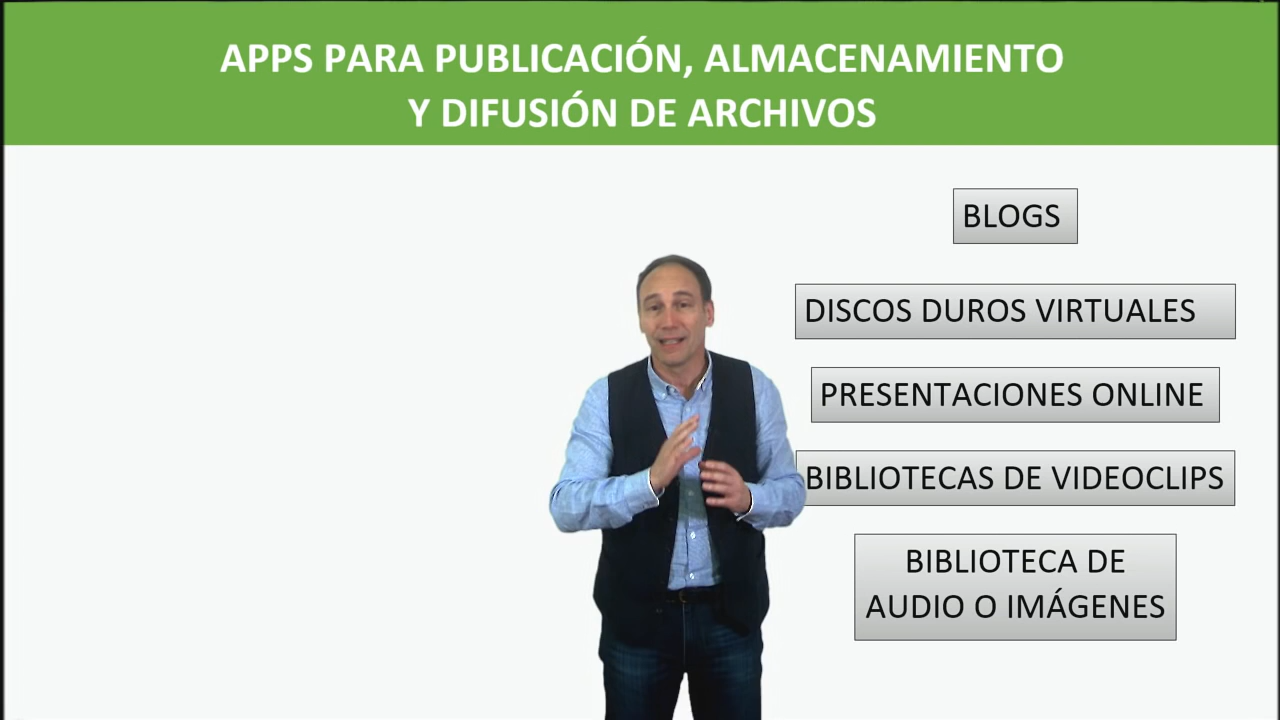 APPS PARA PUBLICACIÓN, ALMACENAMIENTO
Y DIFUSIÓN DE ARCHIVOS
BLOGS
DISCOS DUROS VIRTUALES
PRESENTACIONES ONLINE
BIBLIOTECAS DE VIDEOCLIPS
BIBLIOTECA DE
AUDIO O IMÁGENES